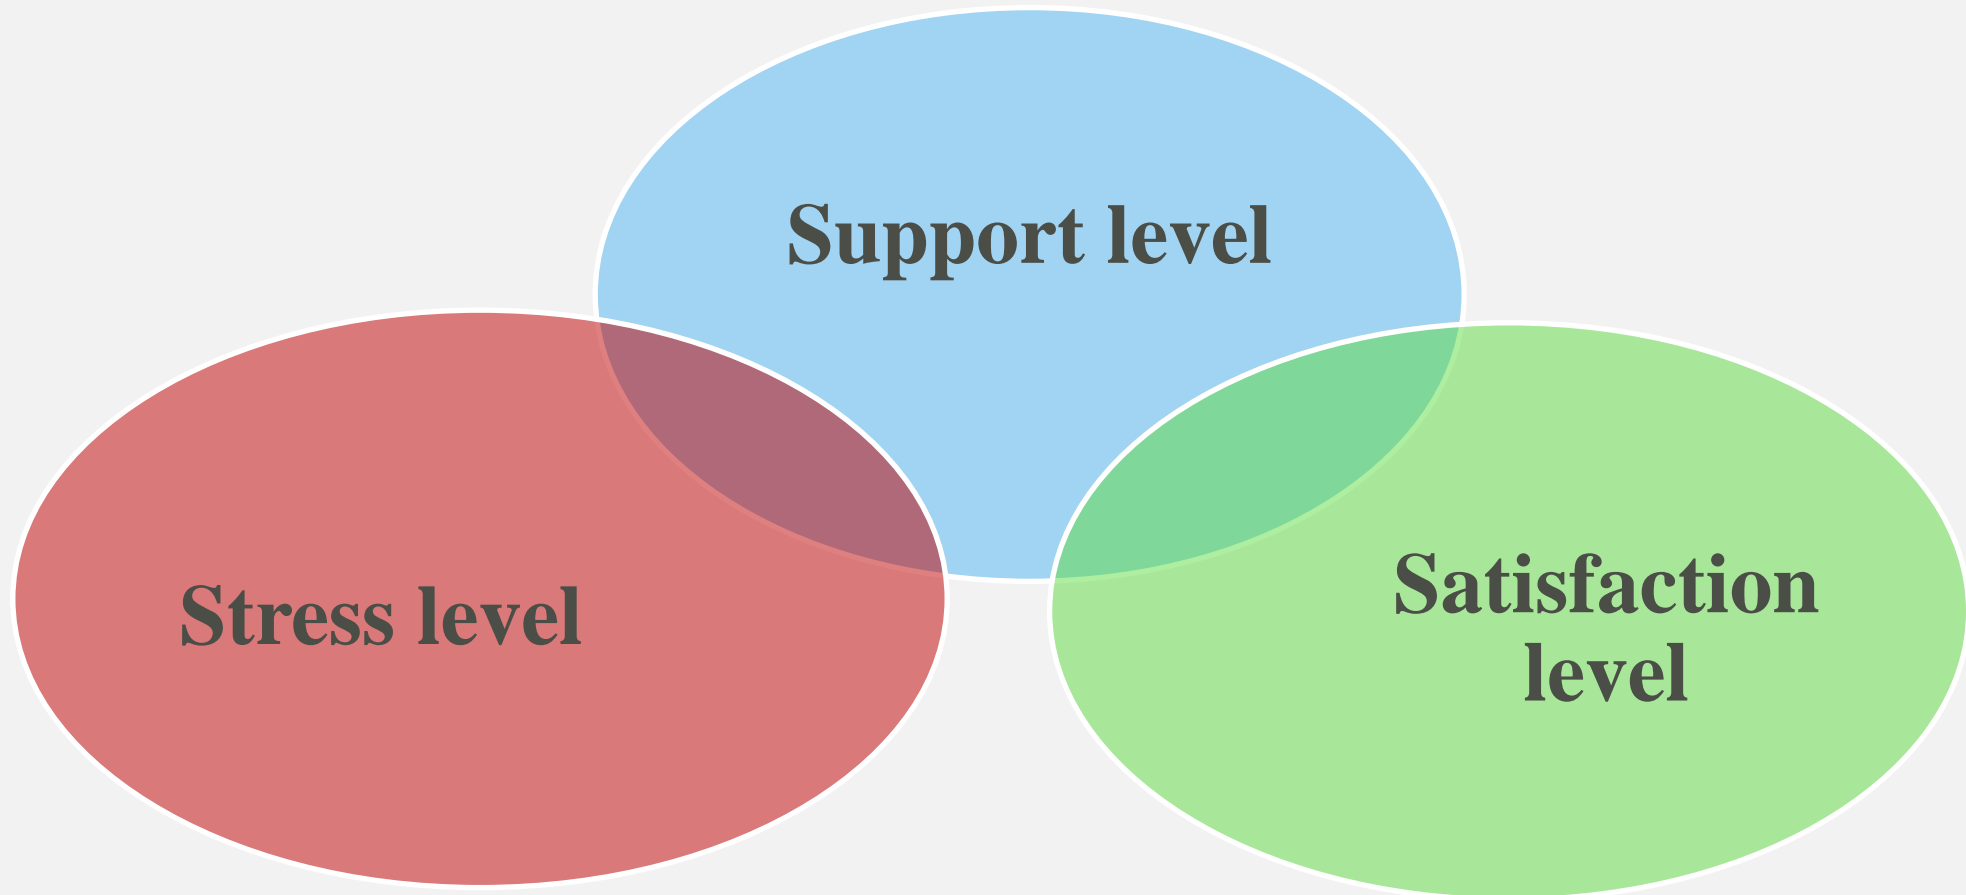 Support level
Stress level
Satisfaction
level